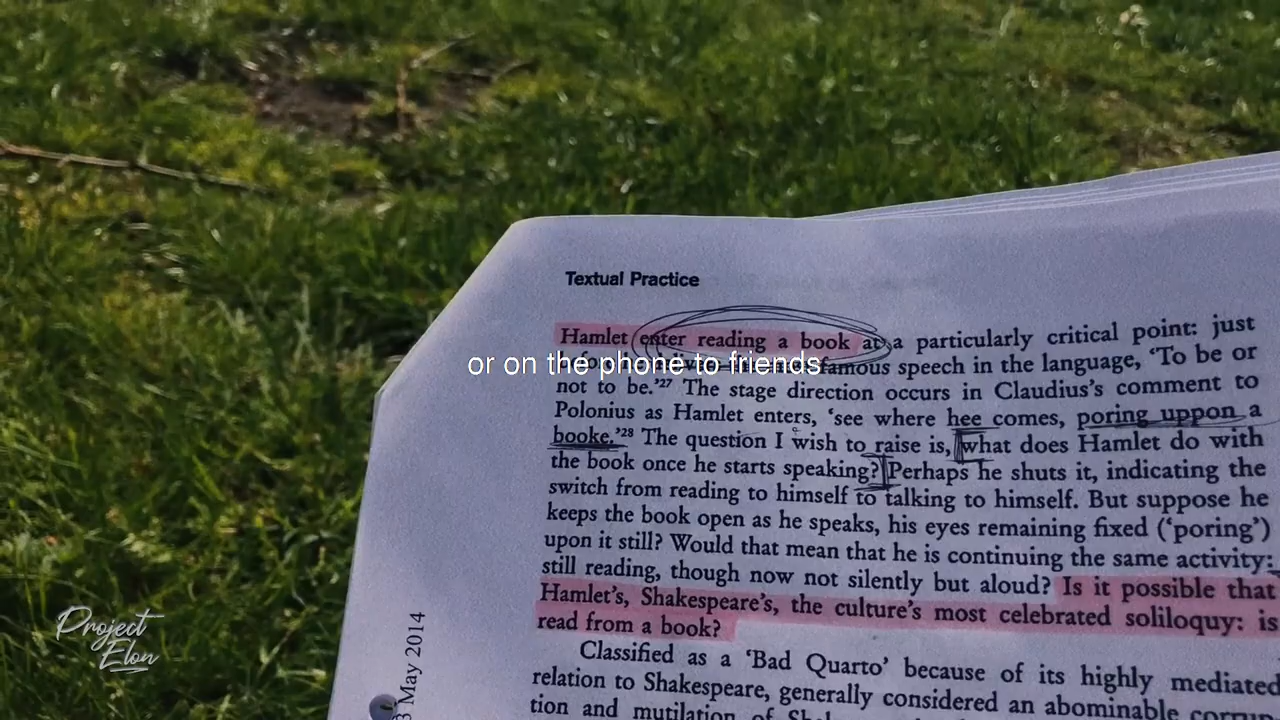 Textual Practice
Hamlet enter reading a book at a particularly critical point: just
before he famous speech in the language, ‘To be or
or on the phone to friends
not to be.’27 The stage direction occurs in Claudius’s comment to
Polonius as Hamlet enters, ‘see where hee comes, poring uppon a
booke.’28 The question I wish to raise is, what does Hamlet do with
the book once he starts speaking? Perhaps he shuts it, indicating the
switch from reading to himself to talking to himself. But suppose he
keeps the book open as he speaks, his eyes remaining fixed (‘poring’)
upon it still? Would that mean that he is continuing the same activity:
still reading, though now not silently but aloud? Is it possible that
Hamlet’s, Shakespeare’s, the culture’s most celebrated soliloquy: is
read from a book?
Classified as a ‘Bad Quarto’ because of its highly mediated
relation to Shakespeare, generally considered an abominable
tion and mutilation of
May 2014
Project
Elon